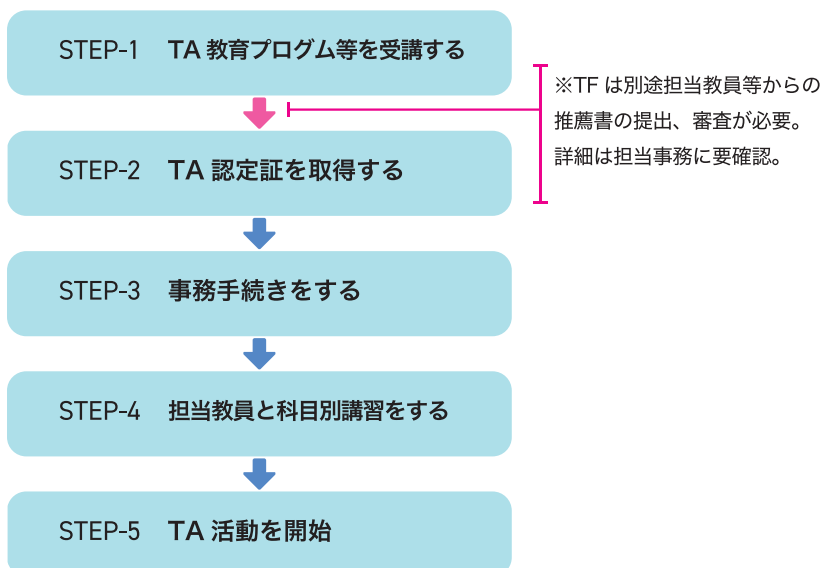 STEP-1 TA 教育プログム等を受講する
※TF は別途担当教員等からの
推薦書の提出、審査が必要。
詳細は担当事務に要確認。
STEP-2 TA 認定証を取得する
STEP-3 事務手続きをする
STEP-4 担当教員と科目別講習をする
STEP-5 TA 活動を開始